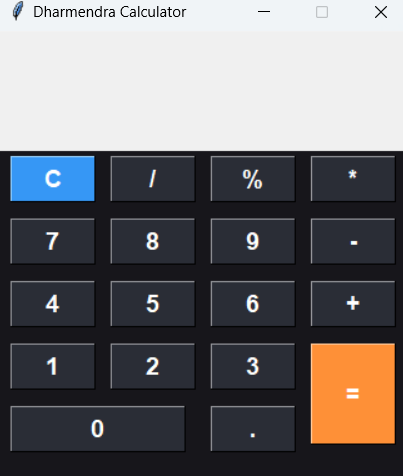 Dharmendra Calculator
C / % *
7 8 9 -
4 5 6 +
1 2 3 =
0 .